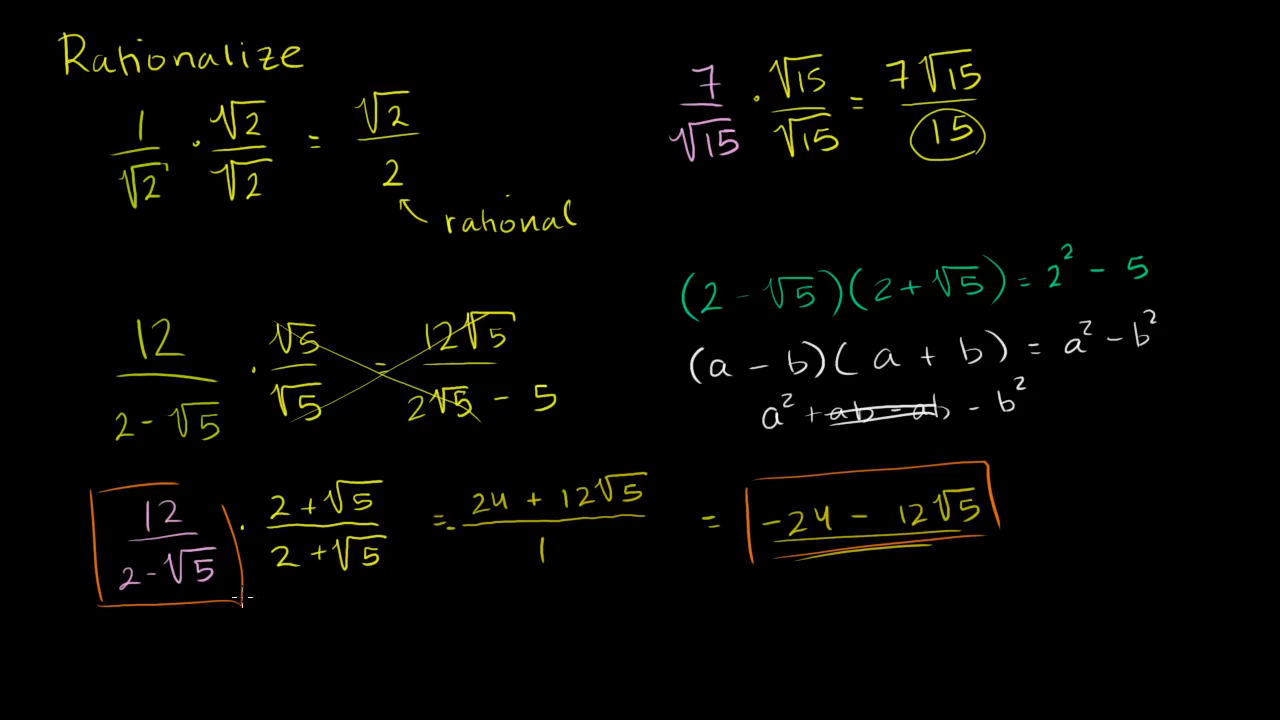 Rationalize
1/√2 · √2/√2 = √2/2
rational
7/√15 · √15/√15 = 7√15/15
(2 - √5)(2 + √5) = 2² - 5
(a - b)(a + b) = a² - b²
a² + ab - ab - b²
12/(2 - √5) · √5/√5 = 12√5/(2√5 - 5)
12/(2 - √5) · (2 + √5)/(2 + √5) = - (24 + 12√5)/1 = -24 - 12√5